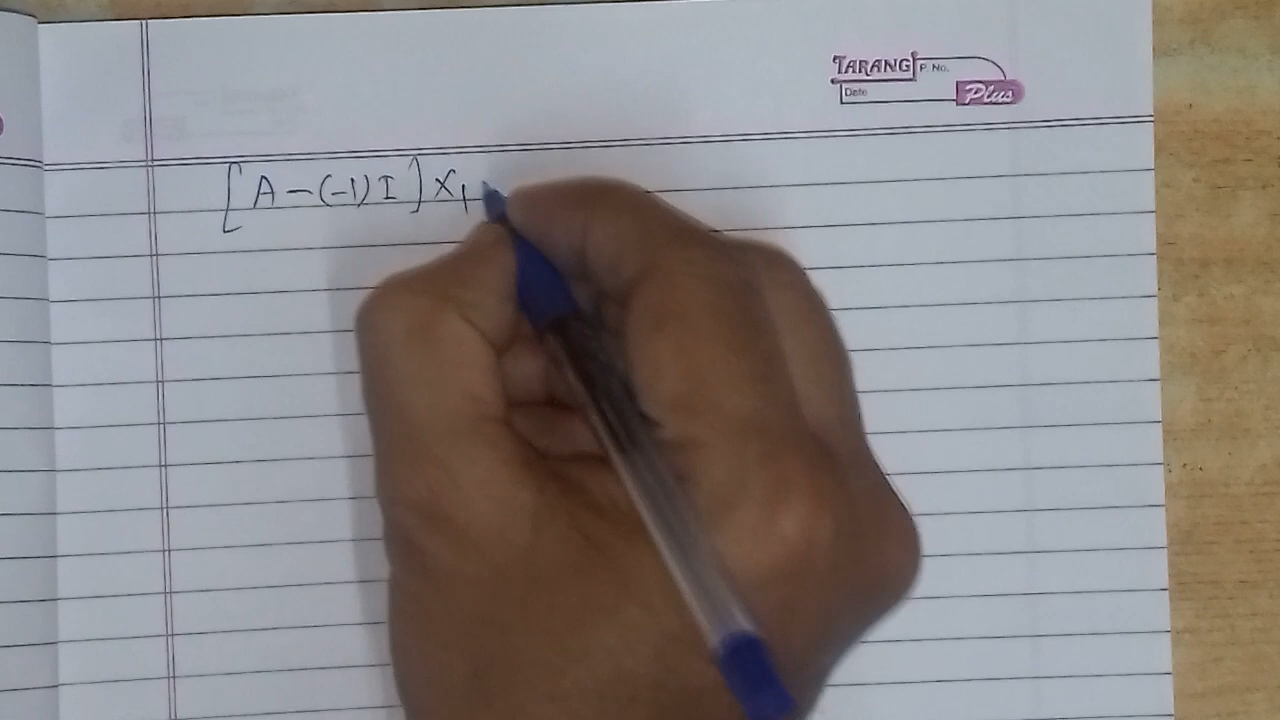 TARANG P. No.
Date Plus
[A-(-1)I]X₁